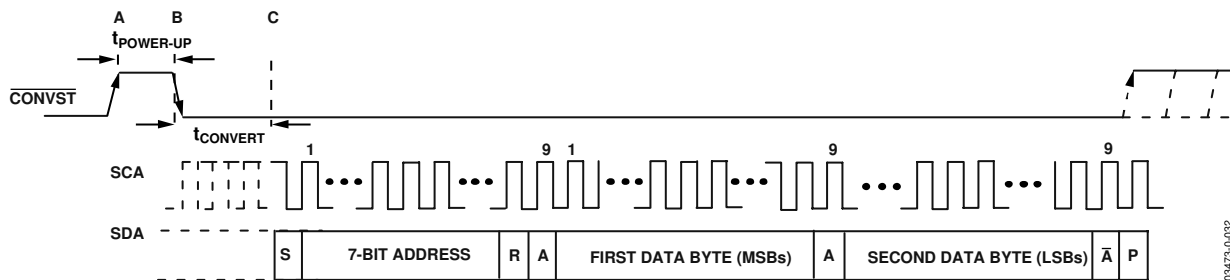 A B C
tPOWER-UP
CONVST
tCONVERT
1 9 1 9 9
SCA
SDA
S 7-BIT ADDRESS R A FIRST DATA BYTE (MSBs) A SECOND DATA BYTE (LSBs) A P